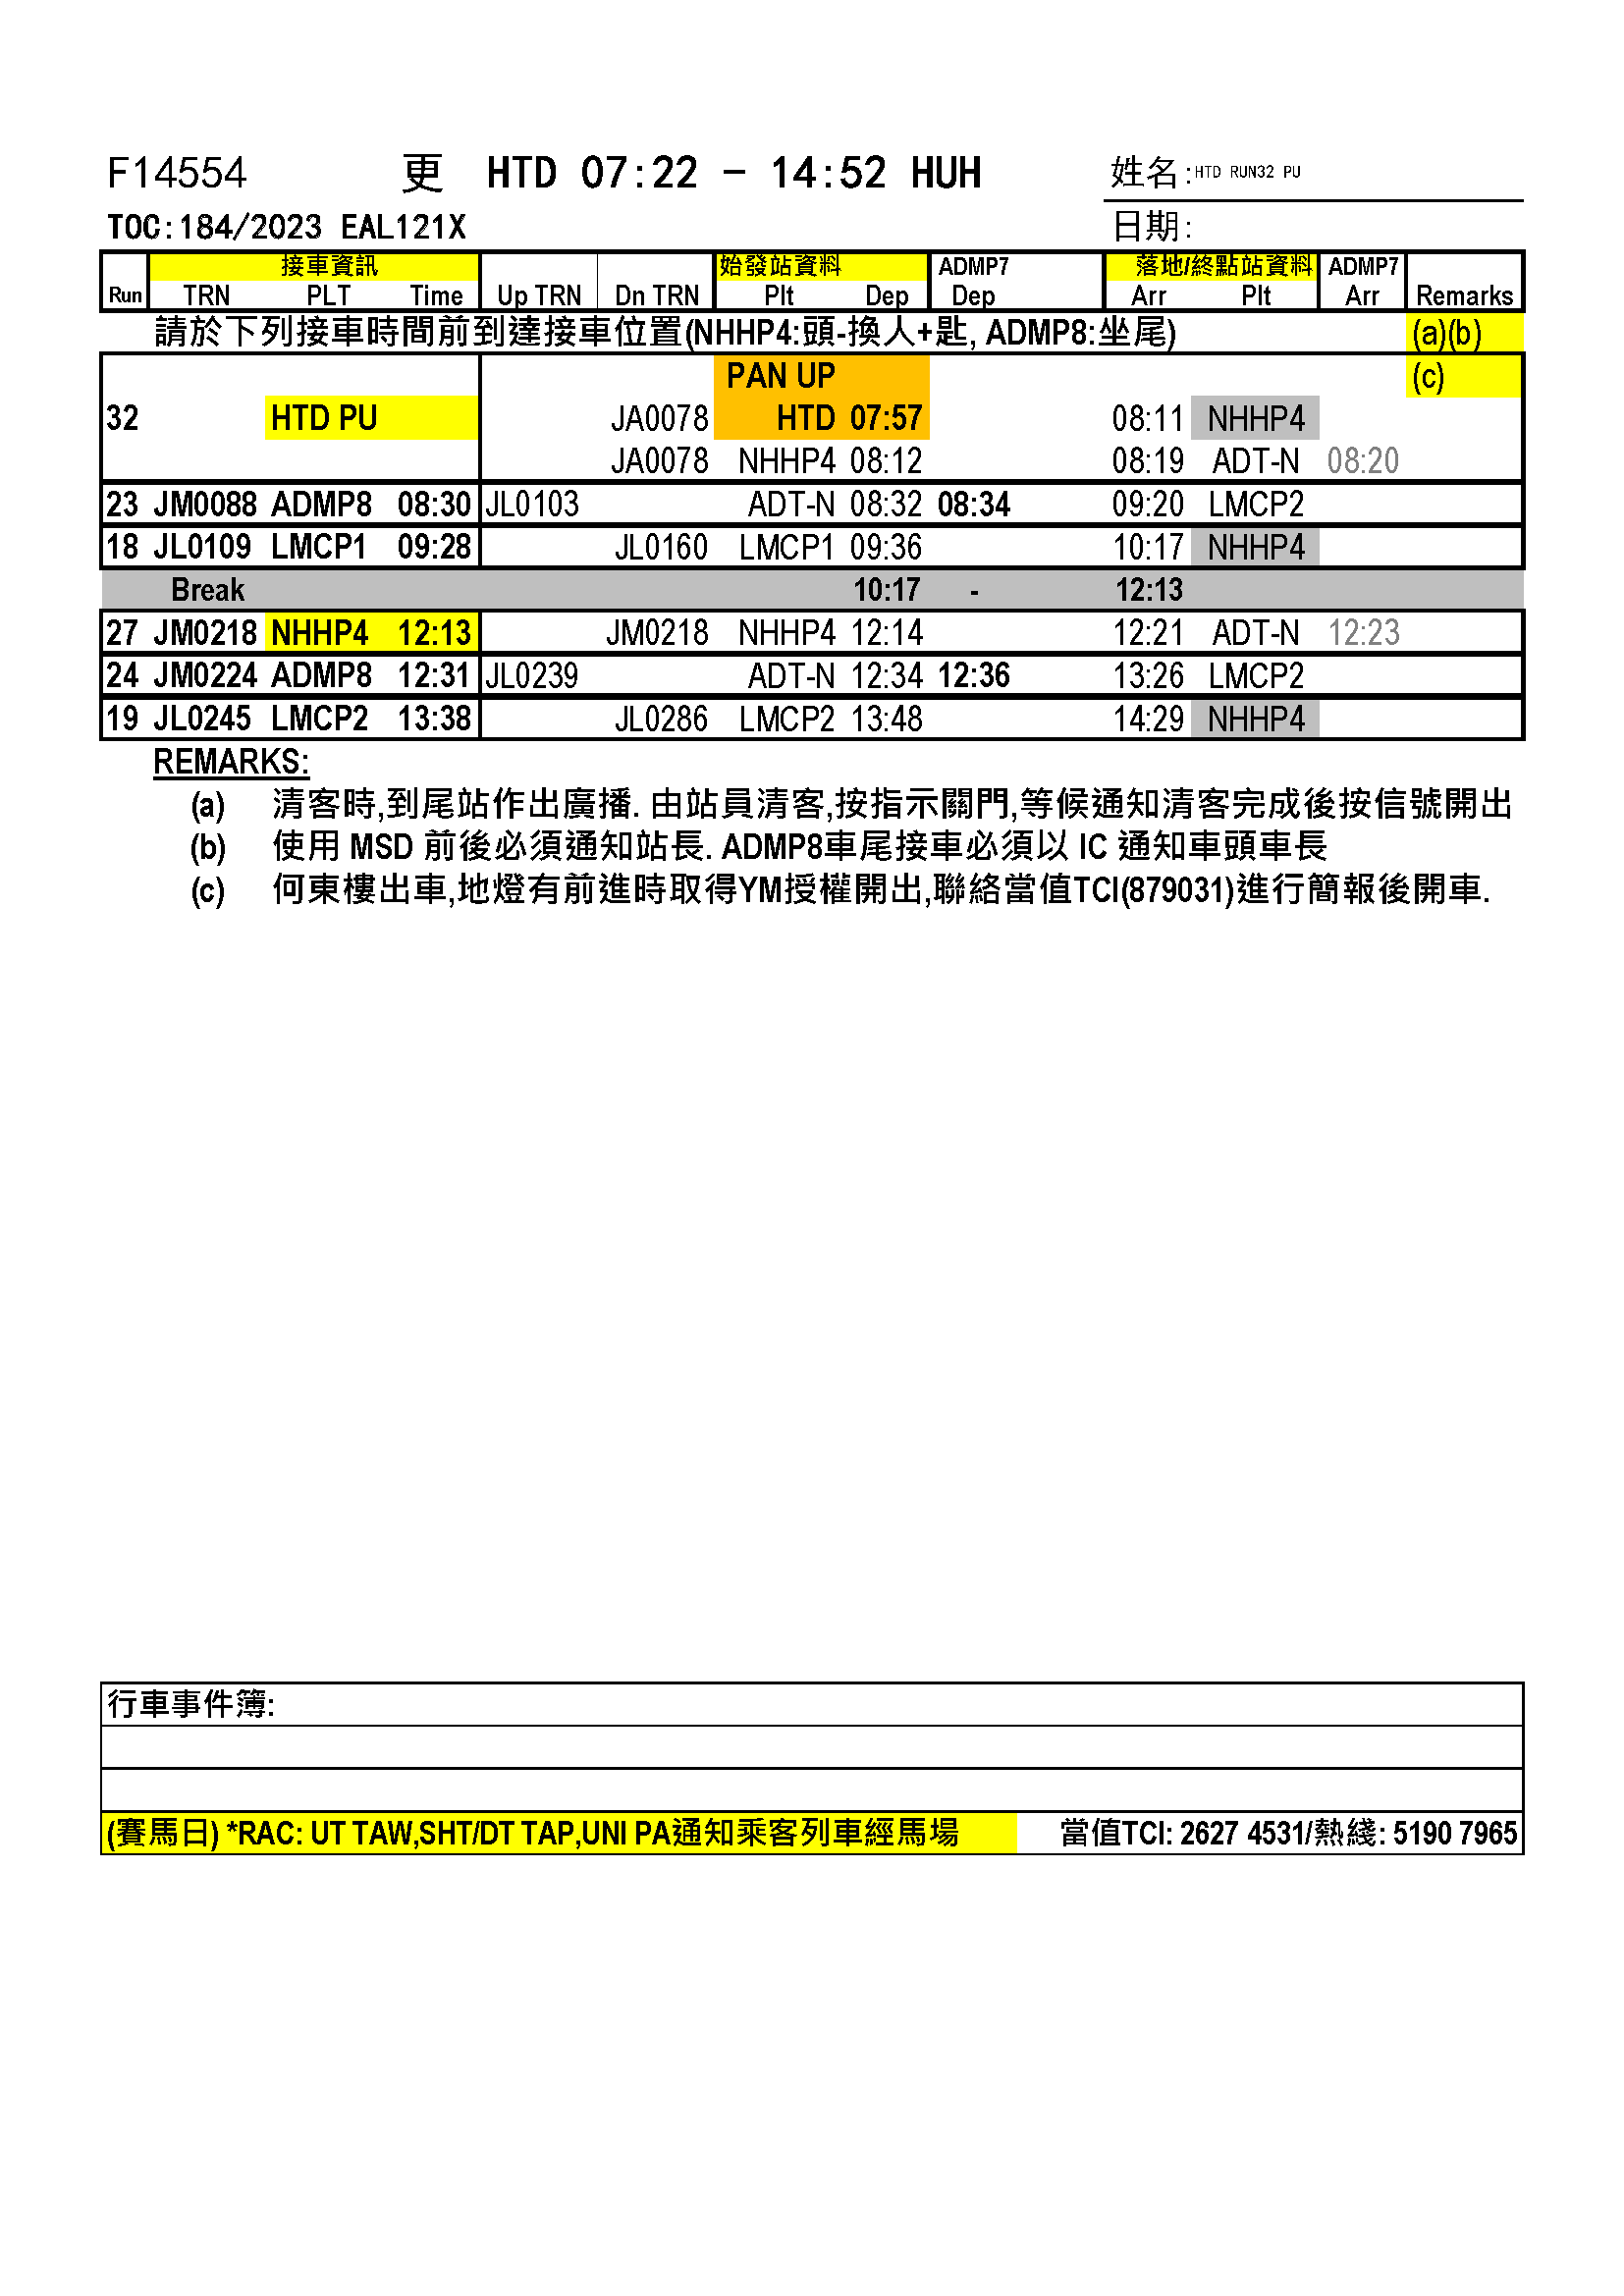 F14554 更 HTD 07:22 - 14:52 HUH 姓名:HTD RUN32 PU
TOC:184/2023 EAL121X 日期:
接車資訊 始發站資料 ADMP7 落地/終點站資料 ADMP7
Run TRN PLT Time Up TRN Dn TRN Plt Dep Dep Arr Plt Arr Remarks
請於下列接車時間前到達接車位置(NHHP4:頭-換人+匙, ADMP8:坐尾) (a)(b)
PAN UP (c)
32 HTD PU JA0078 HTD 07:57 08:11 NHHP4
JA0078 NHHP4 08:12 08:19 ADT-N 08:20
23 JM0088 ADMP8 08:30 JL0103 ADT-N 08:32 08:34 09:20 LMCP2
18 JL0109 LMCP1 09:28 JL0160 LMCP1 09:36 10:17 NHHP4
Break 10:17 - 12:13
27 JM0218 NHHP4 12:13 JM0218 NHHP4 12:14 12:21 ADT-N 12:23
24 JM0224 ADMP8 12:31 JL0239 ADT-N 12:34 12:36 13:26 LMCP2
19 JL0245 LMCP2 13:38 JL0286 LMCP2 13:48 14:29 NHHP4
REMARKS:
(a) 清客時,到尾站作出廣播. 由站員清客,按指示關門,等候通知清客完成後按信號開出
(b) 使用 MSD 前後必須通知站長. ADMP8車尾接車必須以 IC 通知車頭車長
(c) 何東樓出車,地燈有前進時取得YM授權開出,聯絡當值TCI(879031)進行簡報後開車.
行車事件簿:
(賽馬日) *RAC: UT TAW,SHT/DT TAP,UNI PA通知乘客列車經馬場 當值TCI: 2627 4531/熱綫: 5190 7965